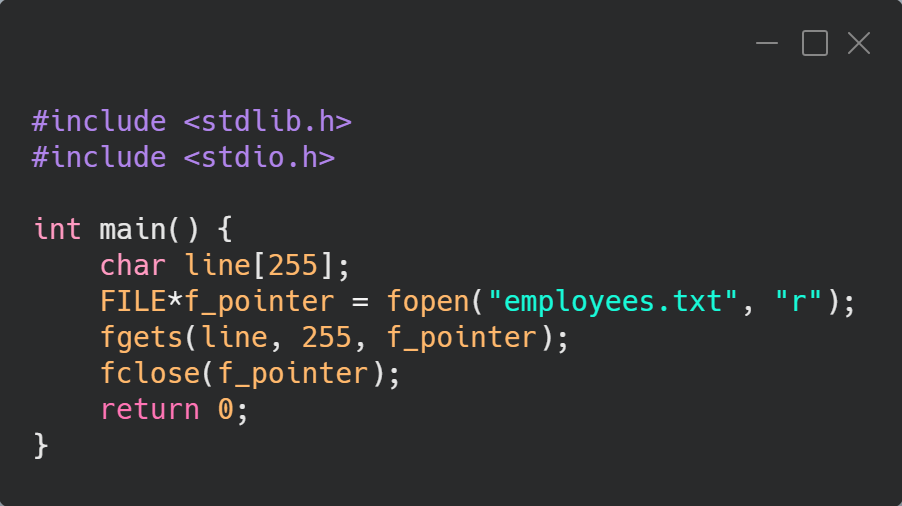 #include <stdlib.h>
#include <stdio.h>
int main() {
    char line[255];
    FILE*f_pointer = fopen("employees.txt", "r");
    fgets(line, 255, f_pointer);
    fclose(f_pointer);
    return 0;
}